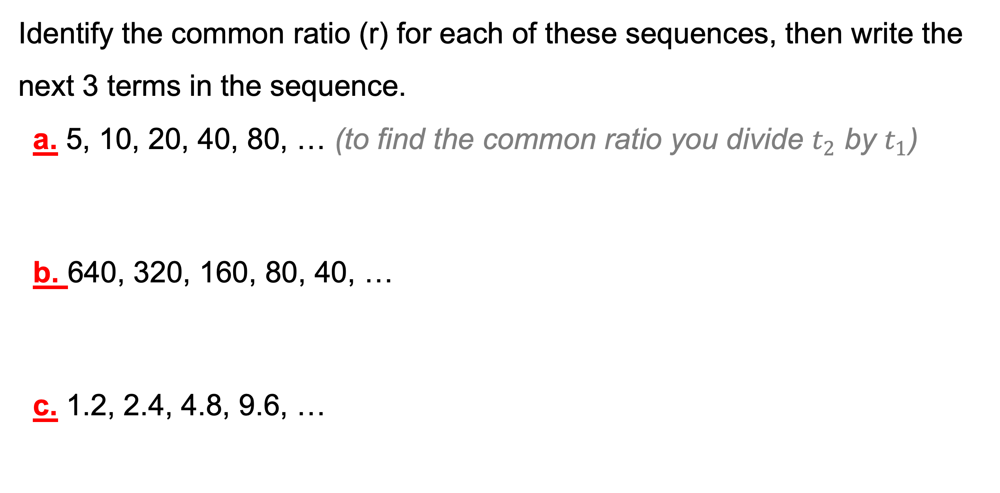 Identify the common ratio (r) for each of these sequences, then write the
next 3 terms in the sequence.
a. 5, 10, 20, 40, 80, … (to find the common ratio you divide t₂ by t₁)
b. 640, 320, 160, 80, 40, …
c. 1.2, 2.4, 4.8, 9.6, …